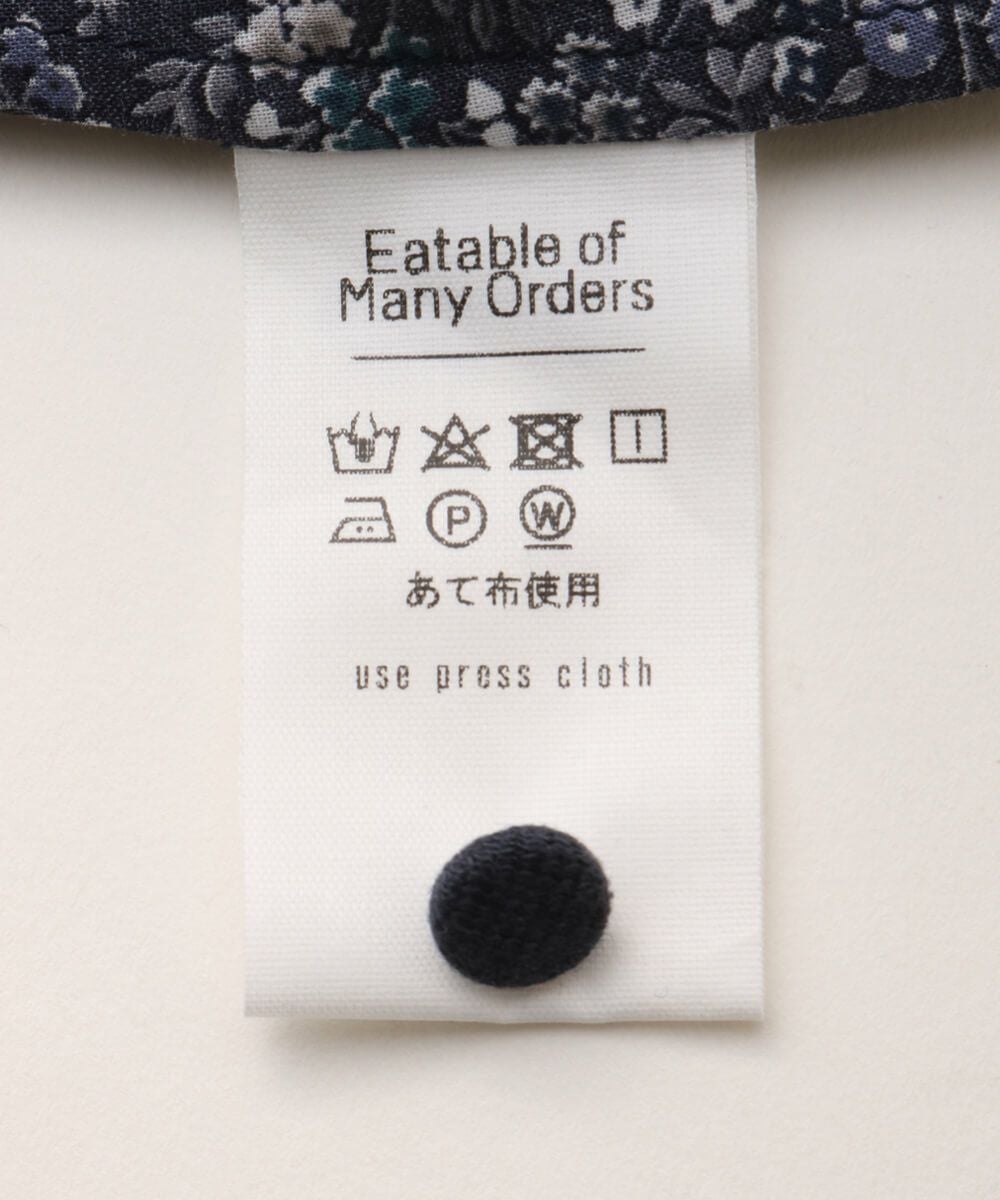 Eatable of
Many Orders
P W
あて布使用
use press cloth